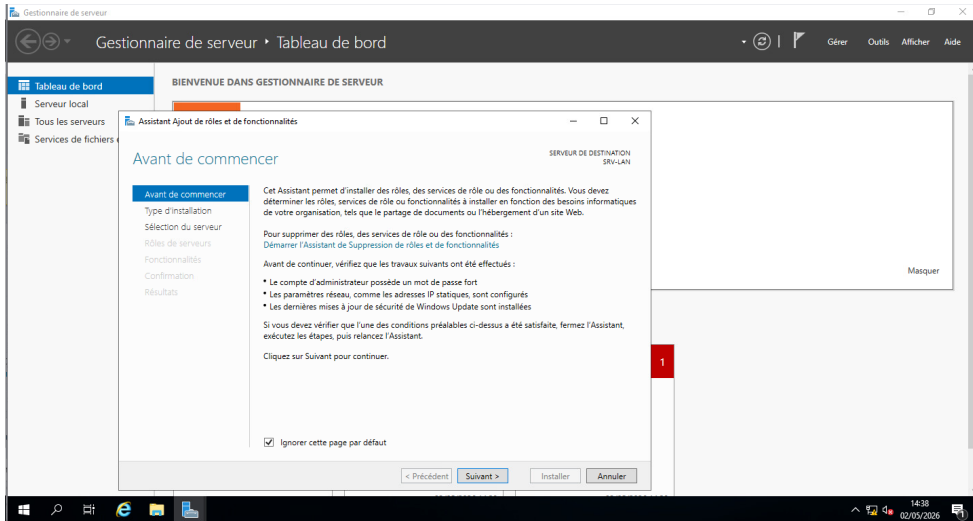 Gestionnaire de serveur
Gestionnaire de serveur • Tableau de bord
Gérer Outils Afficher Aide
Tableau de bord
Serveur local
Tous les serveurs
Services de fichiers
BIENVENUE DANS GESTIONNAIRE DE SERVEUR
Masquer
1
Assistant Ajout de rôles et de fonctionnalités
Avant de commencer
SERVEUR DE DESTINATION
SRV-LAN
Avant de commencer
Type d'installation
Sélection du serveur
Rôles de serveurs
Fonctionnalités
Confirmation
Résultats
Cet Assistant permet d'installer des rôles, des services de rôle ou des fonctionnalités. Vous devez
déterminer les rôles, services de rôle ou fonctionnalités à installer en fonction des besoins informatiques
de votre organisation, tels que le partage de documents ou l'hébergement d'un site Web.
Pour supprimer des rôles, des services de rôle ou des fonctionnalités :
Démarrer l'Assistant de Suppression de rôles et de fonctionnalités
Avant de continuer, vérifiez que les travaux suivants ont été effectués :
• Le compte d'administrateur possède un mot de passe fort
• Les paramètres réseau, comme les adresses IP statiques, sont configurés
• Les dernières mises à jour de sécurité de Windows Update sont installées
Si vous devez vérifier que l'une des conditions préalables ci-dessus a été satisfaite, fermez l'Assistant,
exécutez les étapes, puis relancez l'Assistant.
Cliquez sur Suivant pour continuer.
Ignorer cette page par défaut
< Précédent Suivant > Installer Annuler
14:38
02/05/2026